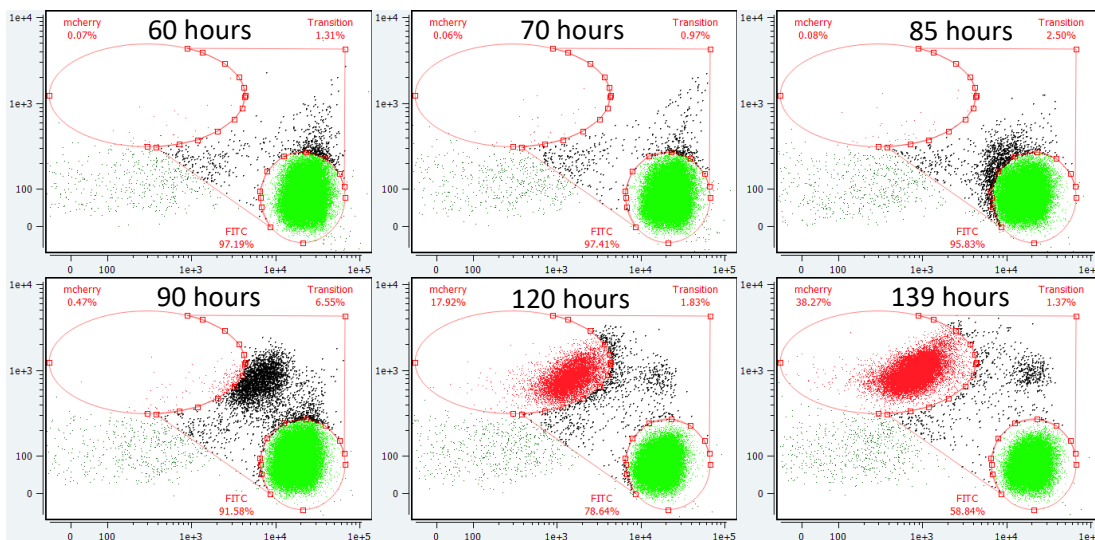 60 hours
mcherry
0.07%
Transition
1.31%
1e+4
1e+3
100
0
FITC
97.19%
0 100 1e+3 1e+4 1e+5
70 hours
mcherry
0.06%
Transition
0.97%
1e+4
1e+3
100
0
FITC
97.41%
0 100 1e+3 1e+4 1e+
85 hours
mcherry
0.08%
Transition
2.50%
1e+4
1e+3
100
0
FITC
95.83%
0 100 1e+3 1e+4 1e+
90 hours
mcherry
0.47%
Transition
6.55%
1e+4
1e+3
100
0
FITC
91.58%
0 100 1e+3 1e+4 1e+5
120 hours
mcherry
17.92%
Transition
1.83%
1e+4
1e+3
100
0
FITC
78.64%
0 100 1e+3 1e+4 1e+
139 hours
mcherry
38.27%
Transition
1.37%
1e+4
1e+3
100
0
FITC
58.84%
0 100 1e+3 1e+4 1e+